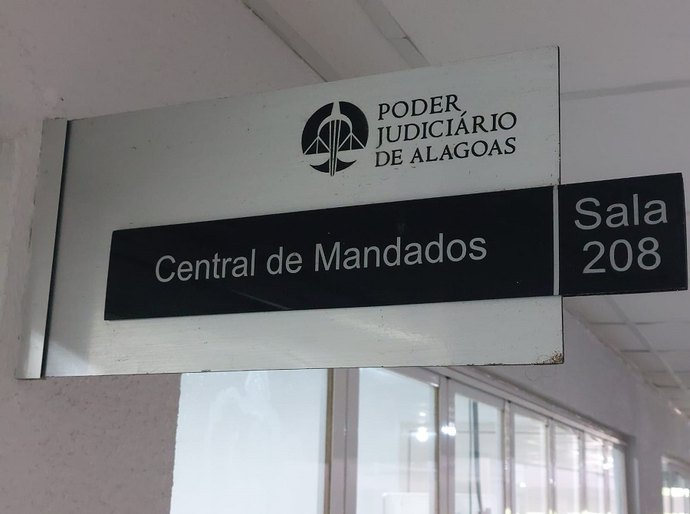 PODER
JUDICIÁRIO
DE ALAGOAS
Central de Mandados
Sala
208